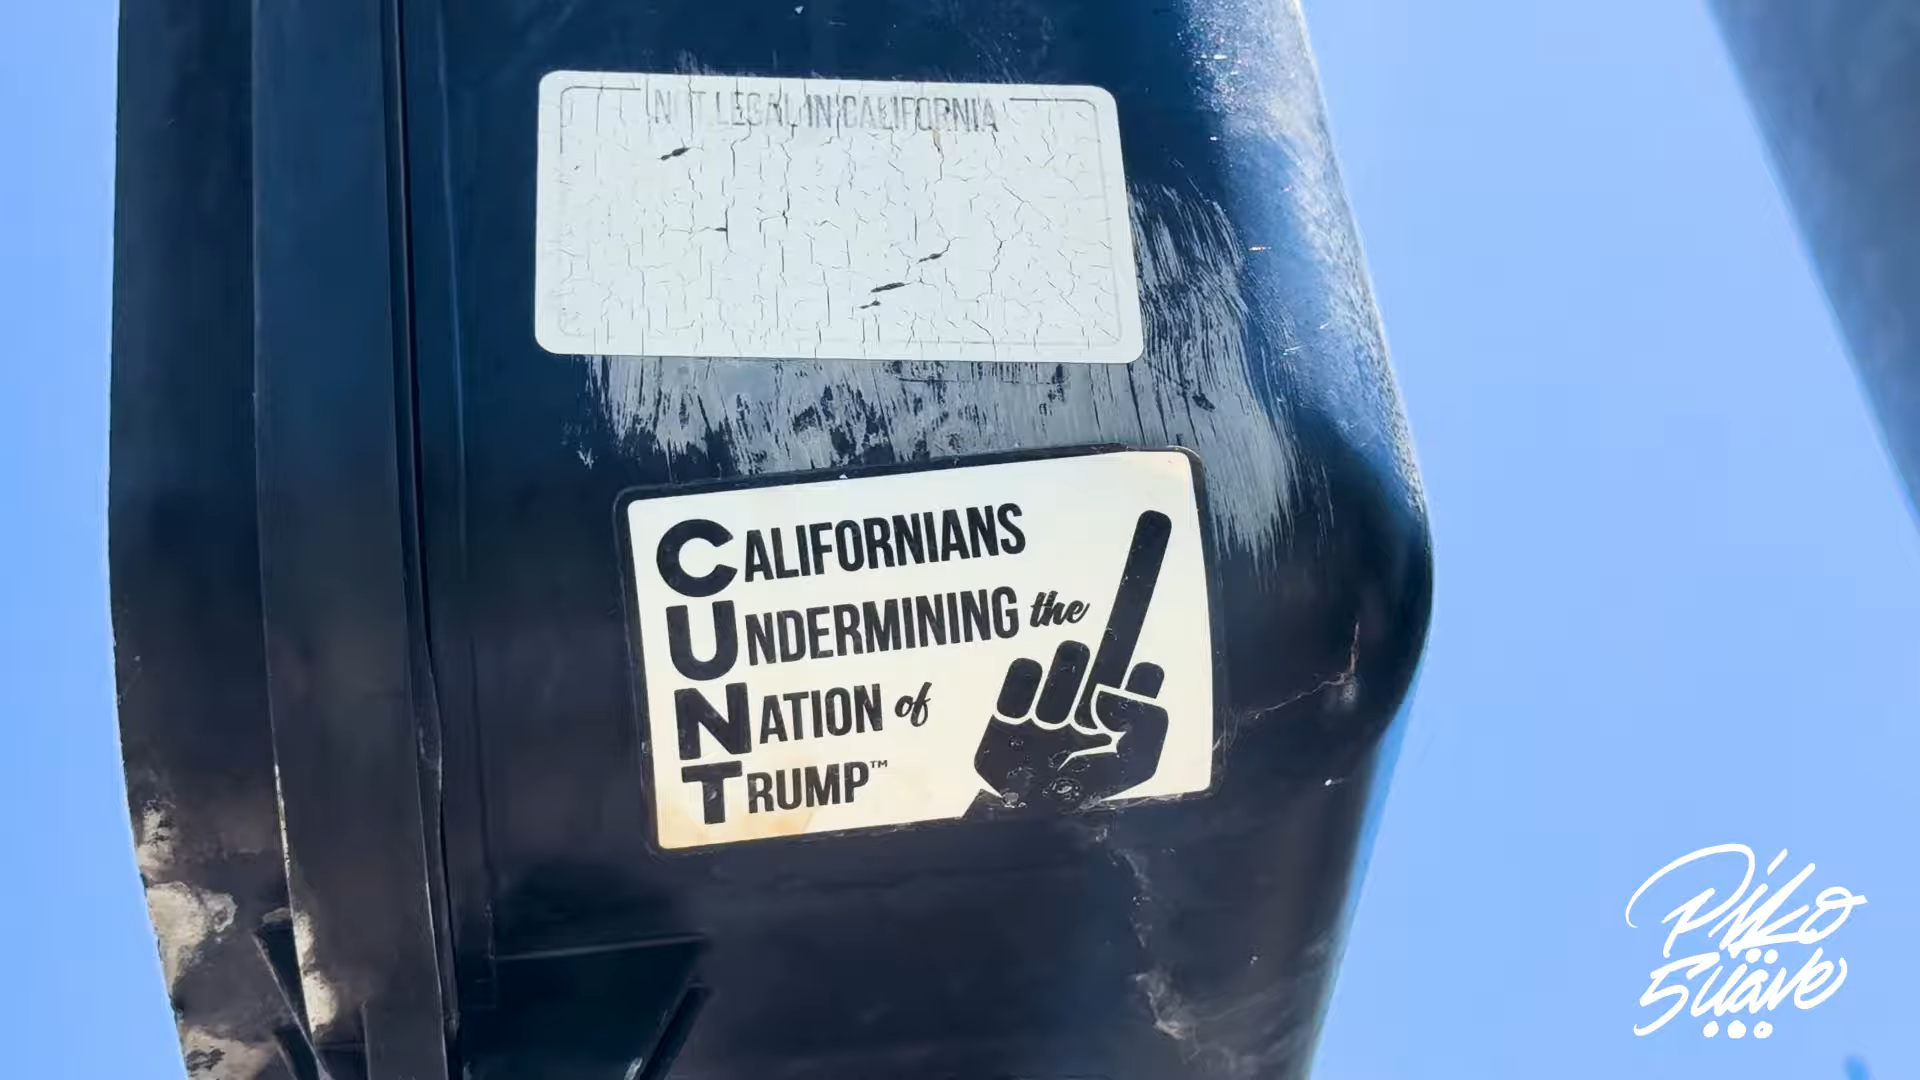 NOT LEGAL IN CALIFORNIA
CALIFORNIANS
UNDERMINING the
NATION of
TRUMP™
Piko
Suave